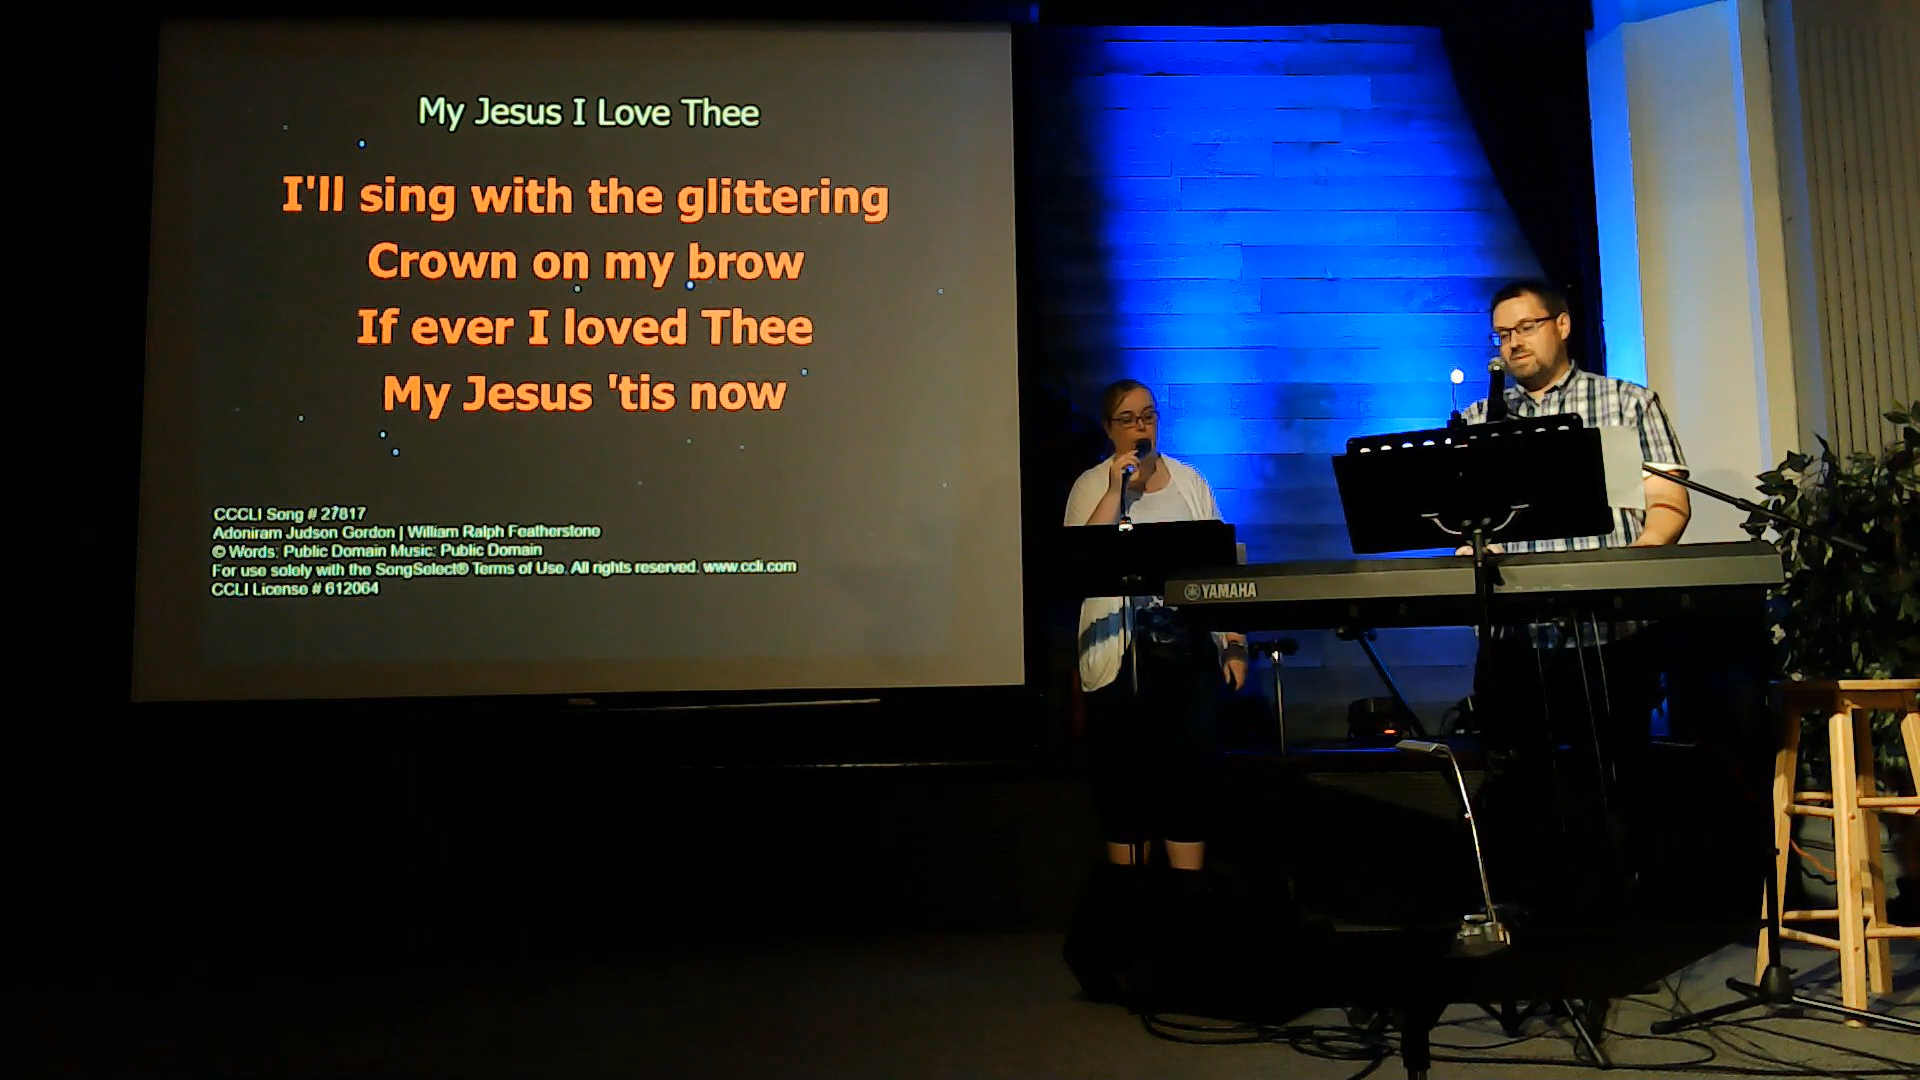 My Jesus I Love Thee
I'll sing with the glittering
Crown on my brow
If ever I loved Thee
My Jesus 'tis now
CCCLI Song # 27817
Adoniram Judson Gordon | William Ralph Featherstone
© Words: Public Domain Music: Public Domain
For use solely with the SongSelect® Terms of Use. All rights reserved. www.ccli.com
CCLI License # 612064
YAMAHA